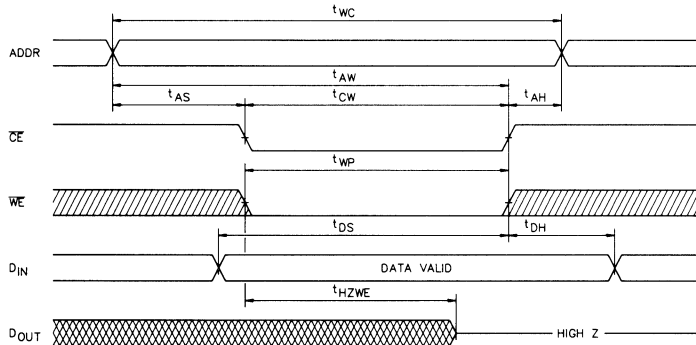 tWC
ADDR
tAW
tAS tCW tAH
CE
tWP
WE
tDS tDH
DIN DATA VALID
tHZWE
DOUT HIGH Z